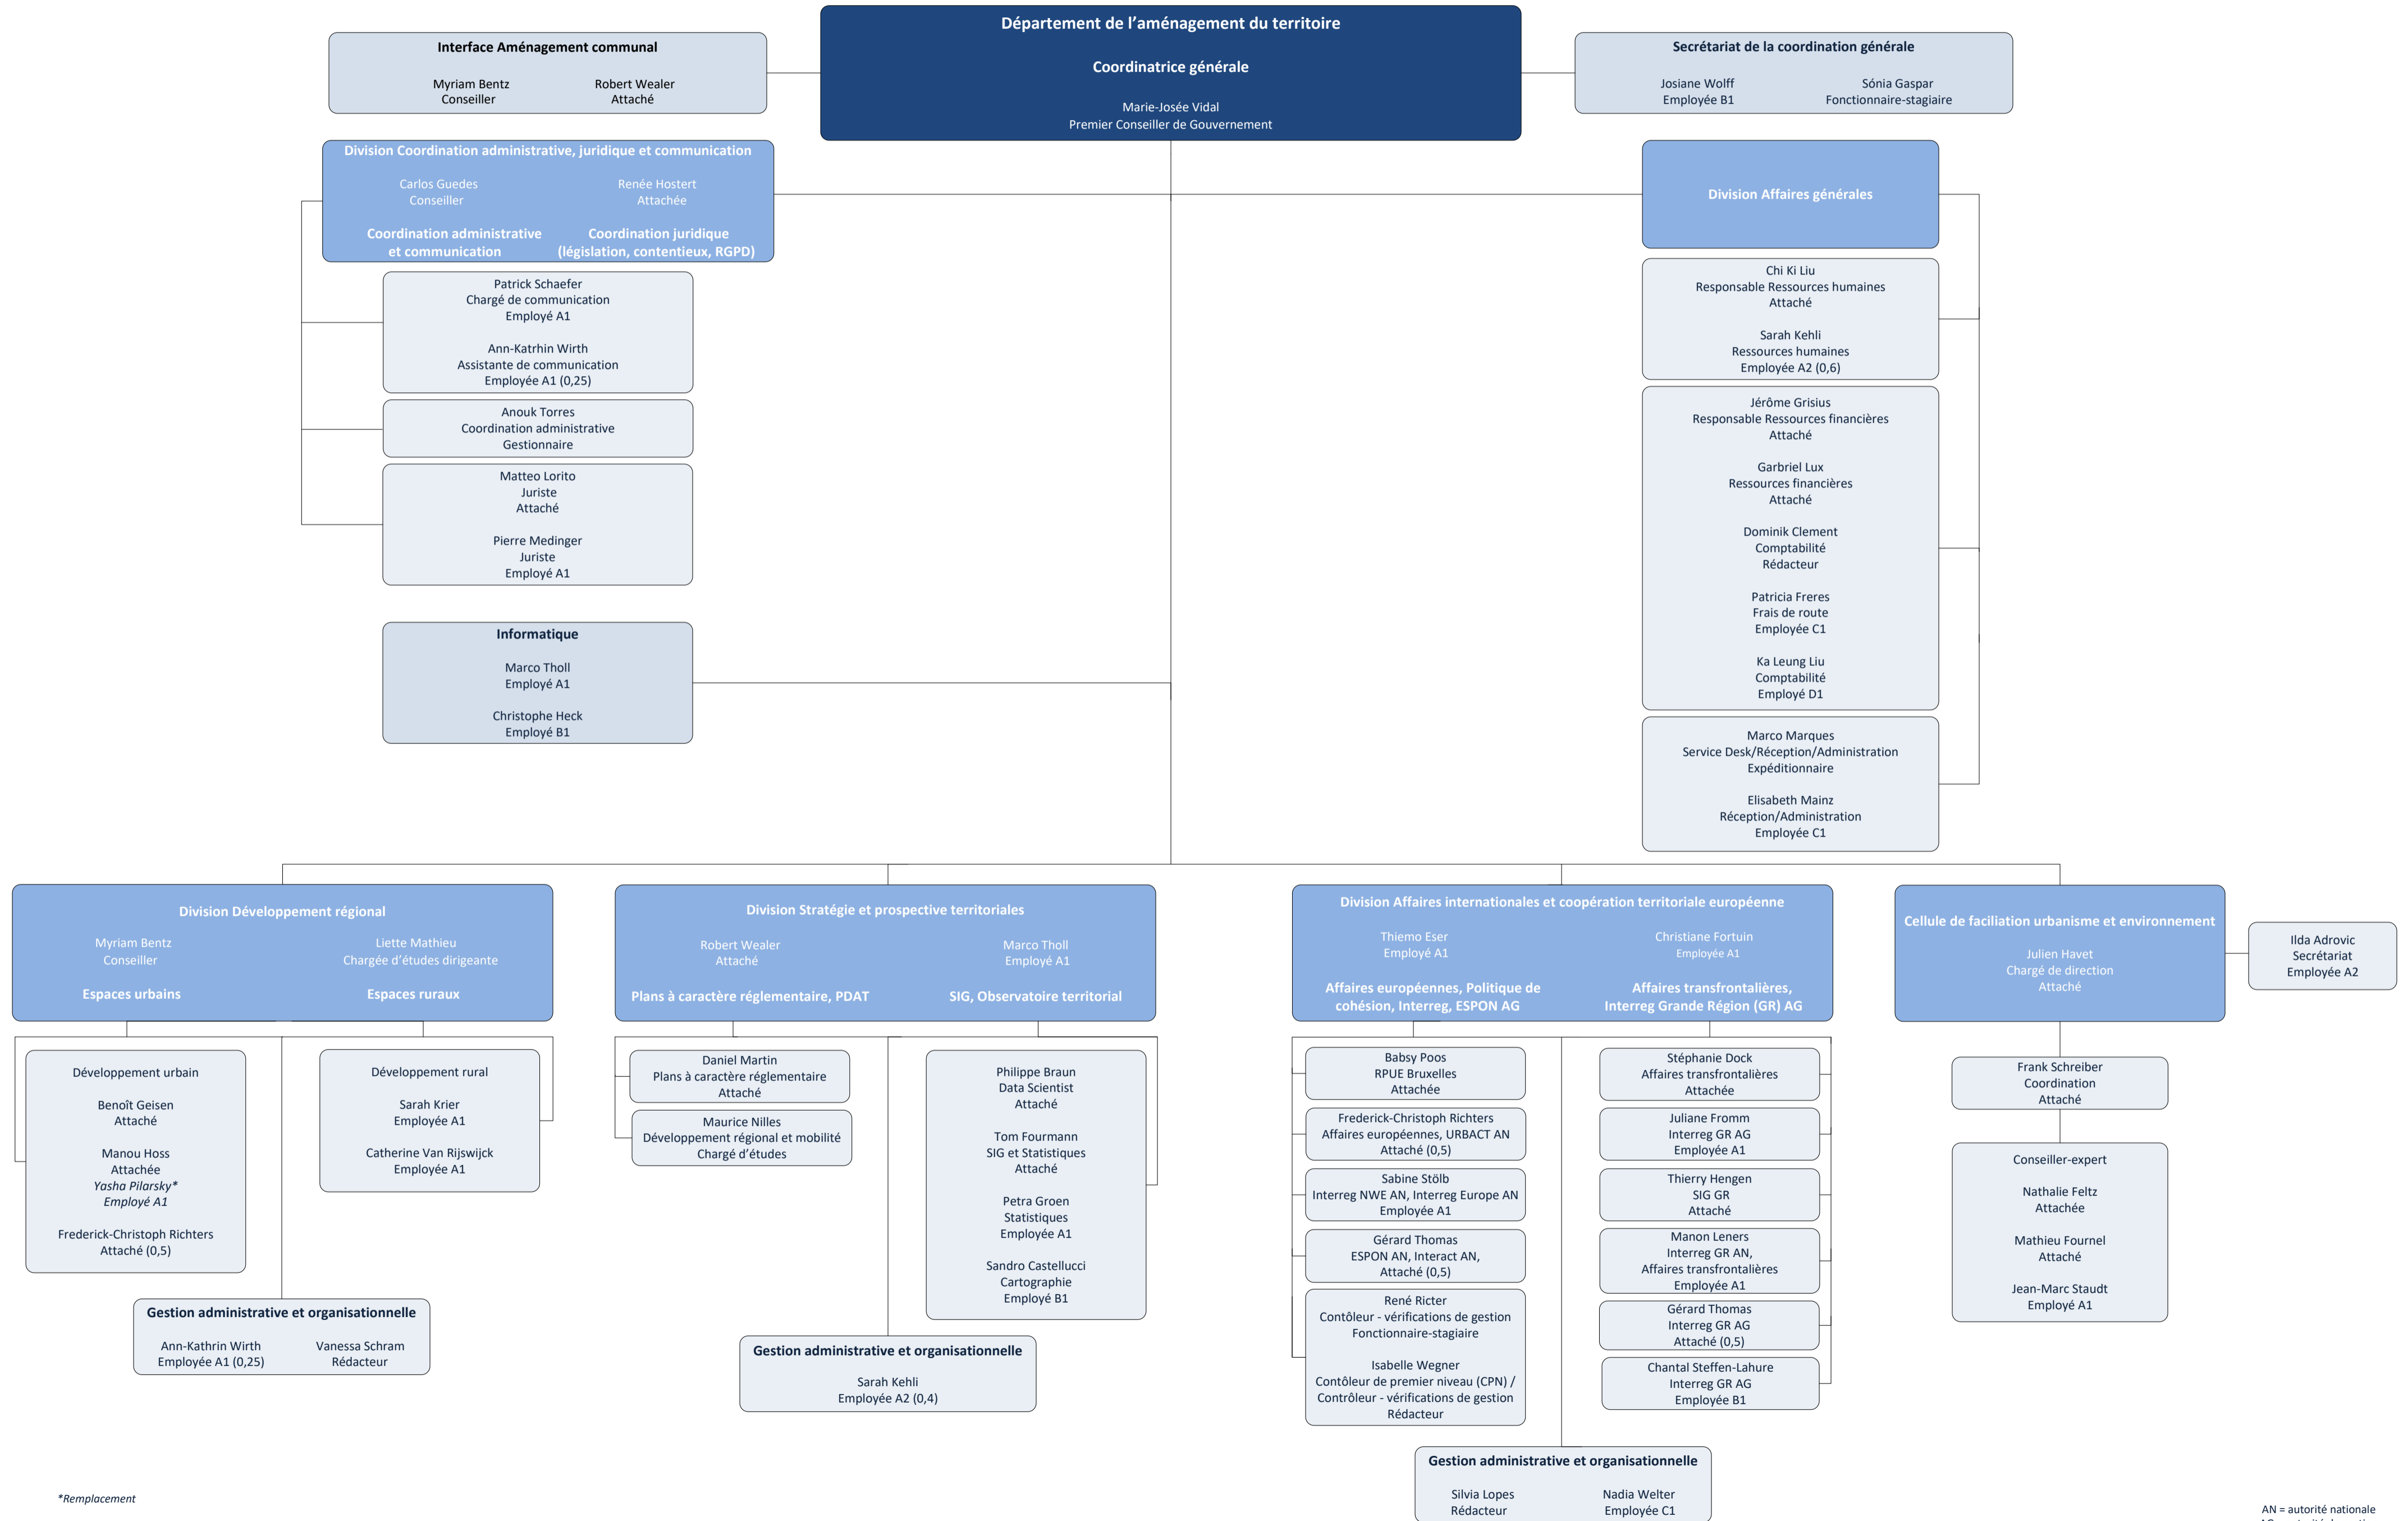 Département de l’aménagement du territoire
Coordinatrice générale
Marie-Josée Vidal
Premier Conseiller de Gouvernement
Interface Aménagement communal
Myriam Bentz
Conseiller
Robert Wealer
Attaché
Secrétariat de la coordination générale
Josiane Wolff
Employée B1
Sónia Gaspar
Fonctionnaire-stagiaire
Division Coordination administrative, juridique et communication
Carlos Guedes
Conseiller
Coordination administrative
et communication
Renée Hostert
Attachée
Coordination juridique
(législation, contentieux, RGPD)
Patrick Schaefer
Chargé de communication
Employé A1
Ann-Katrhin Wirth
Assistante de communication
Employée A1 (0,25)
Anouk Torres
Coordination administrative
Gestionnaire
Matteo Lorito
Juriste
Attaché
Pierre Medinger
Juriste
Employé A1
Informatique
Marco Tholl
Employé A1
Christophe Heck
Employé B1
Division Affaires générales
Chi Ki Liu
Responsable Ressources humaines
Attaché
Sarah Kehli
Ressources humaines
Employée A2 (0,6)
Jérôme Grisius
Responsable Ressources financières
Attaché
Garbriel Lux
Ressources financières
Attaché
Dominik Clement
Comptabilité
Rédacteur
Patricia Freres
Frais de route
Employée C1
Ka Leung Liu
Comptabilité
Employé D1
Marco Marques
Service Desk/Réception/Administration
Expéditionnaire
Elisabeth Mainz
Réception/Administration
Employée C1
Division Développement régional
Myriam Bentz
Conseiller
Espaces urbains
Liette Mathieu
Chargée d’études dirigeante
Espaces ruraux
Développement urbain
Benoît Geisen
Attaché
Manou Hoss
Attachée
Yasha Pilarsky*
Employé A1
Frederick-Christoph Richters
Attaché (0,5)
Développement rural
Sarah Krier
Employée A1
Catherine Van Rijswijck
Employée A1
Gestion administrative et organisationnelle
Ann-Kathrin Wirth
Employée A1 (0,25)
Vanessa Schram
Rédacteur
Division Stratégie et prospective territoriales
Robert Wealer
Attaché
Plans à caractère réglementaire, PDAT
Marco Tholl
Employé A1
SIG, Observatoire territorial
Daniel Martin
Plans à caractère réglementaire
Attaché
Maurice Nilles
Développement régional et mobilité
Chargé d’études
Philippe Braun
Data Scientist
Attaché
Tom Fourmann
SIG et Statistiques
Attaché
Petra Groen
Statistiques
Employée A1
Sandro Castellucci
Cartographie
Employé B1
Gestion administrative et organisationnelle
Sarah Kehli
Employée A2 (0,4)
Division Affaires internationales et coopération territoriale européenne
Thiemo Eser
Employé A1
Affaires européennes, Politique de
cohésion, Interreg, ESPON AG
Christiane Fortuin
Employée A1
Affaires transfrontalières,
Interreg Grande Région (GR) AG
Babsy Poos
RPUE Bruxelles
Attachée
Frederick-Christoph Richters
Affaires européennes, URBACT AN
Attaché (0,5)
Sabine Stölb
Interreg NWE AN, Interreg Europe AN
Employée A1
Gérard Thomas
ESPON AN, Interact AN,
Attaché (0,5)
René Ricter
Contôleur - vérifications de gestion
Fonctionnaire-stagiaire
Isabelle Wegner
Contôleur de premier niveau (CPN) /
Contrôleur - vérifications de gestion
Rédacteur
Stéphanie Dock
Affaires transfrontalières
Attachée
Juliane Fromm
Interreg GR AG
Employée A1
Thierry Hengen
SIG GR
Attaché
Manon Leners
Interreg GR AN,
Affaires transfrontalières
Employée A1
Gérard Thomas
Interreg GR AG
Attaché (0,5)
Chantal Steffen-Lahure
Interreg GR AG
Employée B1
Gestion administrative et organisationnelle
Silvia Lopes
Rédacteur
Nadia Welter
Employée C1
Cellule de faciliation urbanisme et environnement
Julien Havet
Chargé de direction
Attaché
Ilda Adrovic
Secrétariat
Employée A2
Frank Schreiber
Coordination
Attaché
Conseiller-expert
Nathalie Feltz
Attachée
Mathieu Fournel
Attaché
Jean-Marc Staudt
Employé A1
*Remplacement
AN = autorité nationale